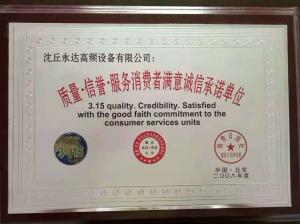 沈丘永达高频设备有限公司：
质量·信誉·服务消费者满意诚信承诺单位
3.15 quality. Credibility. Satisfied
with the good faith commitment to the
consumer services units
3·15
中国·北京
二〇〇八年度